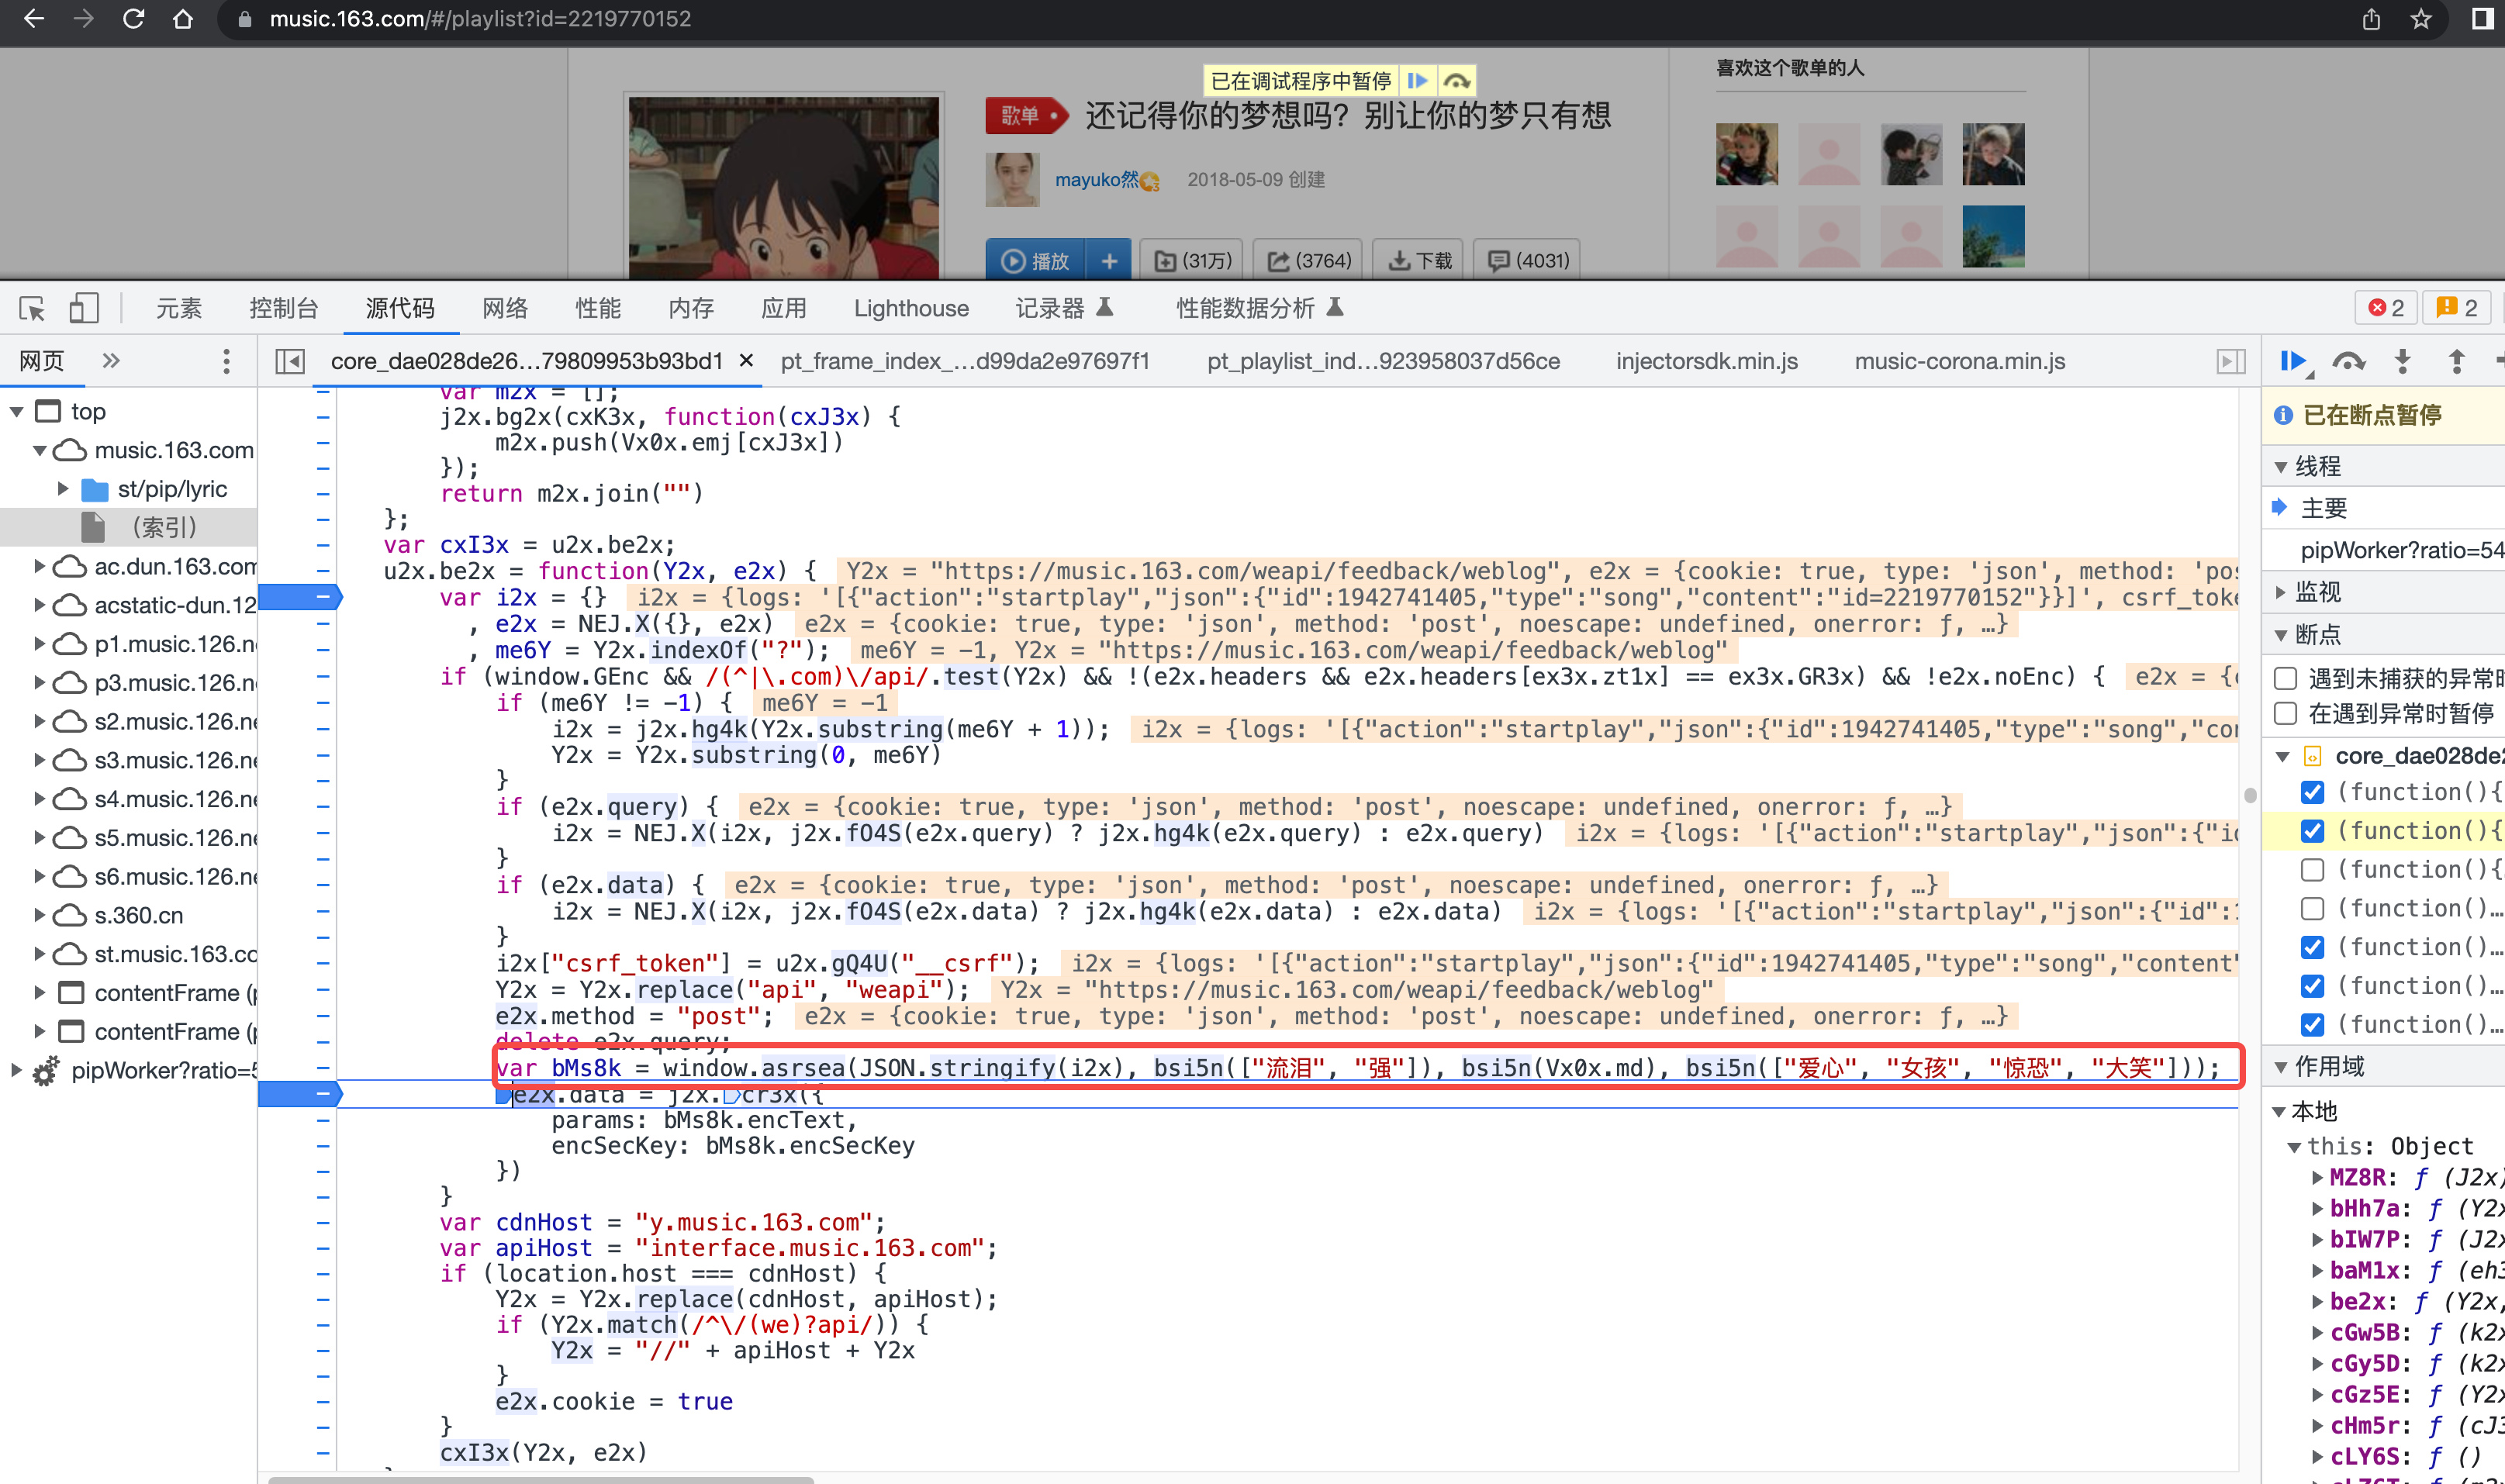 music.163.com/#/playlist?id=2219770152
已在调试程序中暂停
喜欢这个歌单的人
歌单
还记得你的梦想吗？别让你的梦只有想
mayuko然
3
2018-05-09 创建
播放
+
(31万)
(3764)
下载
(4031)
元素
控制台
源代码
网络
性能
内存
应用
Lighthouse
记录器
性能数据分析
2
2
网页
core_dae028de26...79809953b93bd1
pt_frame_index_...d99da2e97697f1
pt_playlist_ind...923958037d56ce
injectorsdk.min.js
music-corona.min.js
top
music.163.com
st/pip/lyric
（索引）
ac.dun.163.com
acstatic-dun.12
p1.music.126.n
p3.music.126.n
s2.music.126.ne
s3.music.126.ne
s4.music.126.ne
s5.music.126.ne
s6.music.126.ne
s.360.cn
st.music.163.co
contentFrame (
contentFrame (
pipWorker?ratio=5
var m2x = [];
j2x.bg2x(cxK3x, function(cxJ3x) {
m2x.push(Vx0x.emj[cxJ3x])
});
return m2x.join("")
};
var cxI3x = u2x.be2x;
u2x.be2x = function(Y2x, e2x) { Y2x = "https://music.163.com/weapi/feedback/weblog", e2x = {cookie: true, type: 'json', method: 'pos
var i2x = {} i2x = {logs: '[{"action":"startplay","json":{"id":1942741405,"type":"song","content":"id=2219770152"}}]', csrf_toke
, e2x = NEJ.X({}, e2x) e2x = {cookie: true, type: 'json', method: 'post', noescape: undefined, onerror: ƒ, …}
, me6Y = Y2x.indexOf("?"); me6Y = -1, Y2x = "https://music.163.com/weapi/feedback/weblog"
if (window.GEnc && /(^|\.com)\/api/.test(Y2x) && !(e2x.headers && e2x.headers[ex3x.zt1x] == ex3x.GR3x) && !e2x.noEnc) { e2x = {c
if (me6Y != -1) { me6Y = -1
i2x = j2x.hg4k(Y2x.substring(me6Y + 1)); i2x = {logs: '[{"action":"startplay","json":{"id":1942741405,"type":"song","con
Y2x = Y2x.substring(0, me6Y)
}
if (e2x.query) { e2x = {cookie: true, type: 'json', method: 'post', noescape: undefined, onerror: ƒ, …}
i2x = NEJ.X(i2x, j2x.fO4S(e2x.query) ? j2x.hg4k(e2x.query) : e2x.query) i2x = {logs: '[{"action":"startplay","json":{"id
}
if (e2x.data) { e2x = {cookie: true, type: 'json', method: 'post', noescape: undefined, onerror: ƒ, …}
i2x = NEJ.X(i2x, j2x.fO4S(e2x.data) ? j2x.hg4k(e2x.data) : e2x.data) i2x = {logs: '[{"action":"startplay","json":{"id":1
}
i2x["csrf_token"] = u2x.gQ4U("__csrf"); i2x = {logs: '[{"action":"startplay","json":{"id":1942741405,"type":"song","content"
Y2x = Y2x.replace("api", "weapi"); Y2x = "https://music.163.com/weapi/feedback/weblog"
e2x.method = "post"; e2x = {cookie: true, type: 'json', method: 'post', noescape: undefined, onerror: ƒ, …}
delete e2x.query;
var bMs8k = window.asrsea(JSON.stringify(i2x), bsi5n(["流泪", "强"]), bsi5n(Vx0x.md), bsi5n(["爱心", "女孩", "惊恐", "大笑"]));
e2x.data = j2x.cr3x({
params: bMs8k.encText,
encSecKey: bMs8k.encSecKey
})
}
var cdnHost = "y.music.163.com";
var apiHost = "interface.music.163.com";
if (location.host === cdnHost) {
Y2x = Y2x.replace(cdnHost, apiHost);
if (Y2x.match(/^\/(we)?api/)) {
Y2x = "//" + apiHost + Y2x
}
e2x.cookie = true
}
cxI3x(Y2x, e2x)
已在断点暂停
线程
主要
pipWorker?ratio=54
监视
断点
遇到未捕获的异常时
在遇到异常时暂停
core_dae028de2
(function(){
(function(){
(function(){
(function()...
(function()...
(function()...
(function()...
作用域
本地
this: Object
MZ8R: ƒ (J2x)
bHh7a: ƒ (Y2x
bIW7P: ƒ (J2x
baM1x: ƒ (eh3
be2x: ƒ (Y2x,
cGw5B: ƒ (k2x
cGy5D: ƒ (k2x
cGz5E: ƒ (Y2x
cHm5r: ƒ (cJ3
cLY6S: ƒ ()